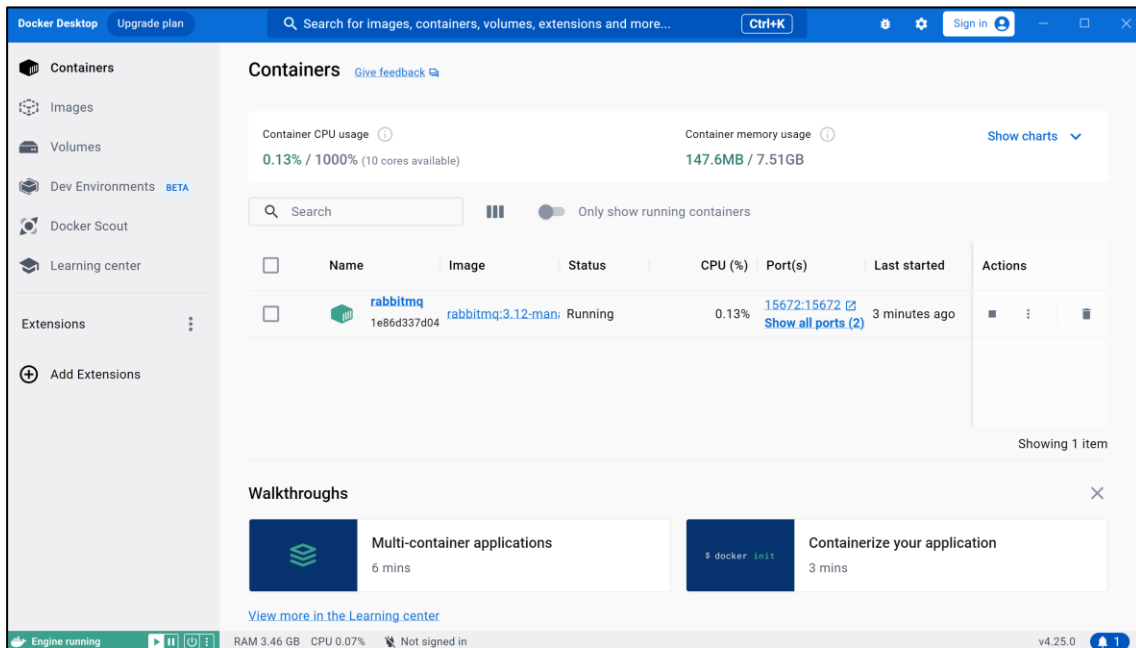 Docker Desktop Upgrade plan Search for images, containers, volumes, extensions and more... Ctrl+K Sign in
Containers
Images
Volumes
Dev Environments BETA
Docker Scout
Learning center
Extensions
Add Extensions
Containers Give feedback
Container CPU usage
0.13% / 1000% (10 cores available)
Container memory usage
147.6MB / 7.51GB
Show charts
Search
Only show running containers
Name Image Status CPU (%) Port(s) Last started Actions
rabbitmq
1e86d337d04
rabbitmq:3.12-mana
Running
0.13%
15672:15672
Show all ports (2)
3 minutes ago
Showing 1 item
Walkthroughs
Multi-container applications
6 mins
$ docker init
Containerize your application
3 mins
View more in the Learning center
Engine running RAM 3.46 GB CPU 0.07% Not signed in v4.25.0 1